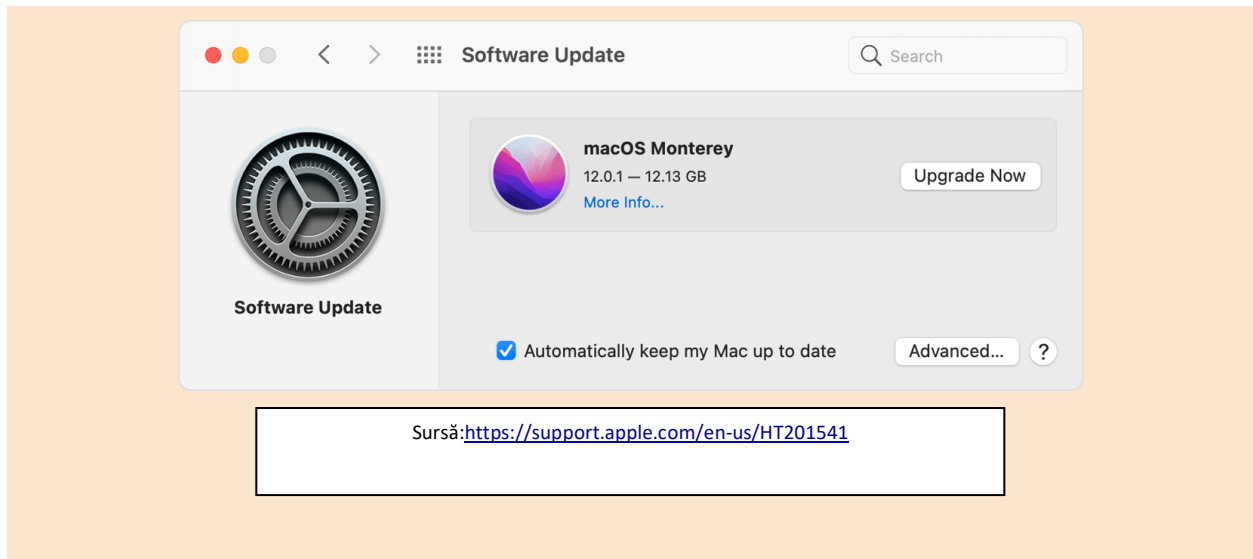 Software Update
Search
macOS Monterey
12.0.1 — 12.13 GB
Upgrade Now
More Info...
Software Update
Automatically keep my Mac up to date
Advanced...
?
Sursă:https://support.apple.com/en-us/HT201541